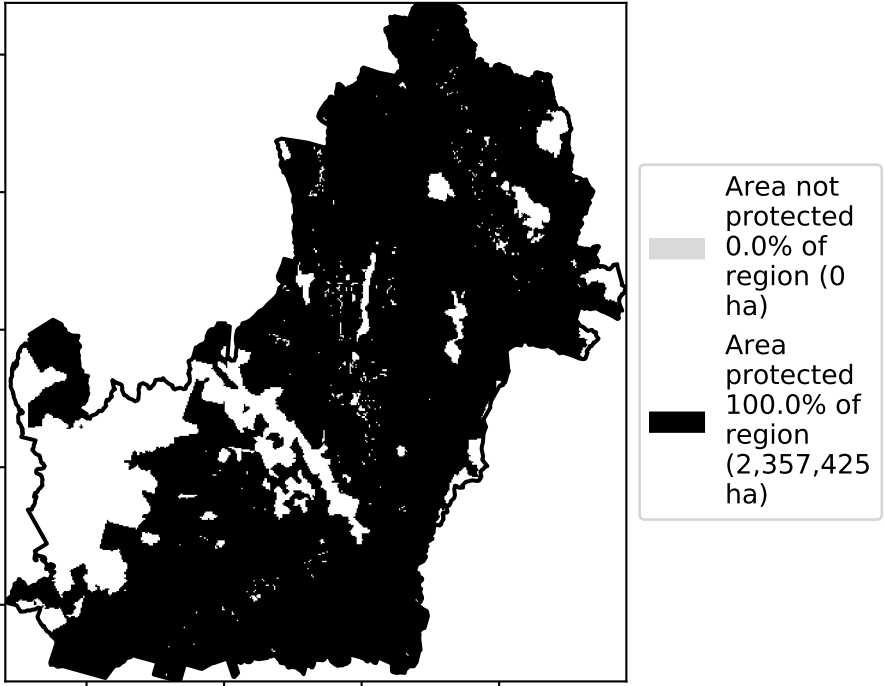 Area not
protected
0.0% of
region (0
ha)
Area
protected
100.0% of
region
(2,357,425
ha)